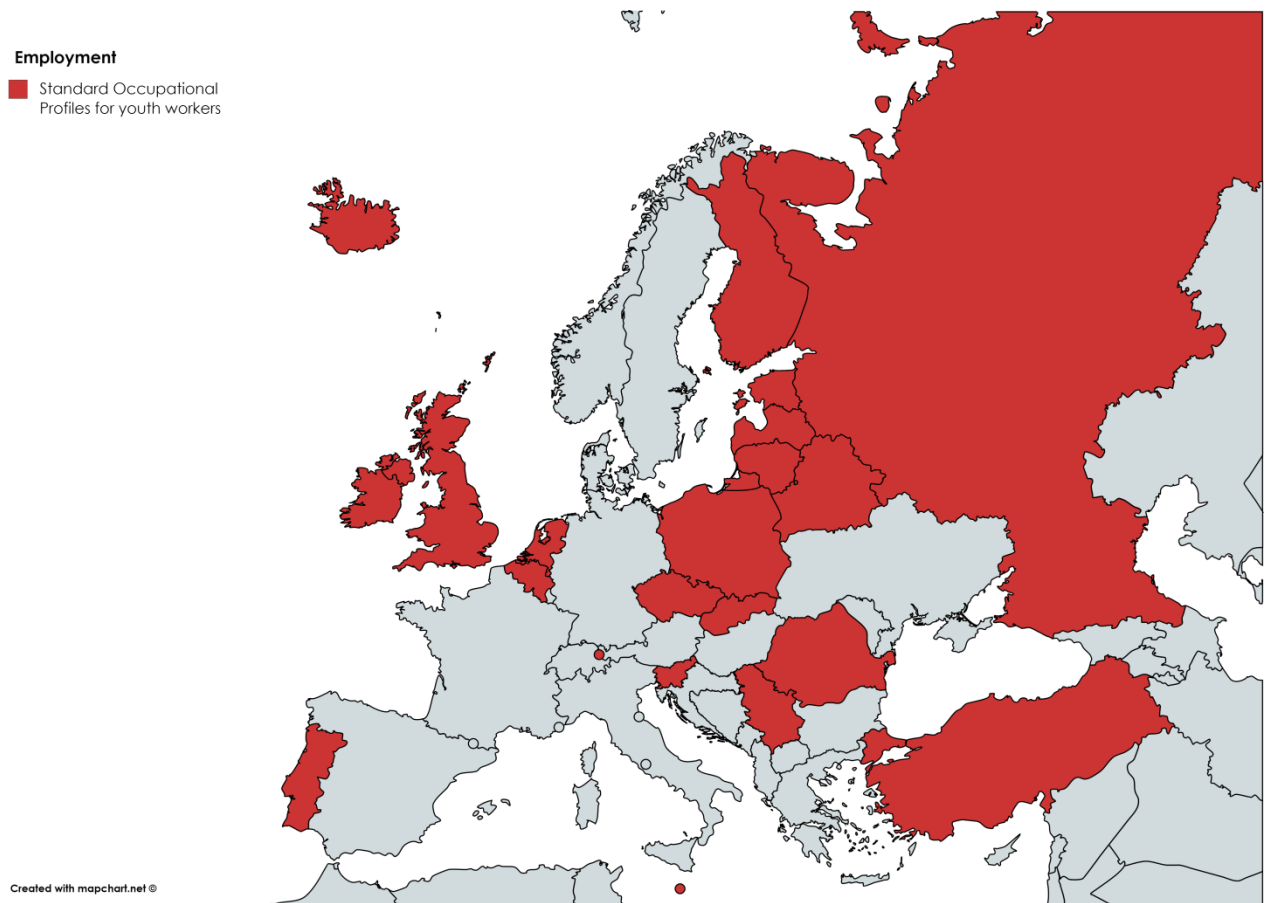 Employment
Standard Occupational
Profiles for youth workers
Created with mapchart.net ©